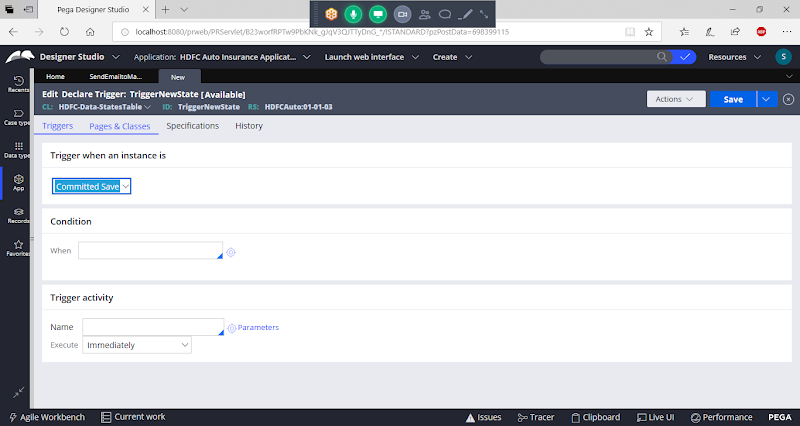 Pega Designer Studio
localhost:8080/prweb/PRServlet/B23worfRPTw9PbKNk_gJqV3QJTTyDnG_*/!STANDARD?pzPostData=698399115
ABP
Designer Studio
Application: HDFC Auto Insurance Applicat...
Launch web interface
Create
Resources
S
Home
SendEmailtoMa...
New
Edit Declare Trigger: TriggerNewState [Available]
CL: HDFC-Data-StatesTable
ID: TriggerNewState
RS: HDFCAuto:01-01-03
Actions
Save
Recents
Case type
Data type
App
Records
Favorites
Triggers
Pages & Classes
Specifications
History
Trigger when an instance is
Committed Save
Condition
When
Trigger activity
Name
Parameters
Execute
Immediately
Agile Workbench
Current work
Issues
Tracer
Clipboard
Live UI
Performance
PEGA